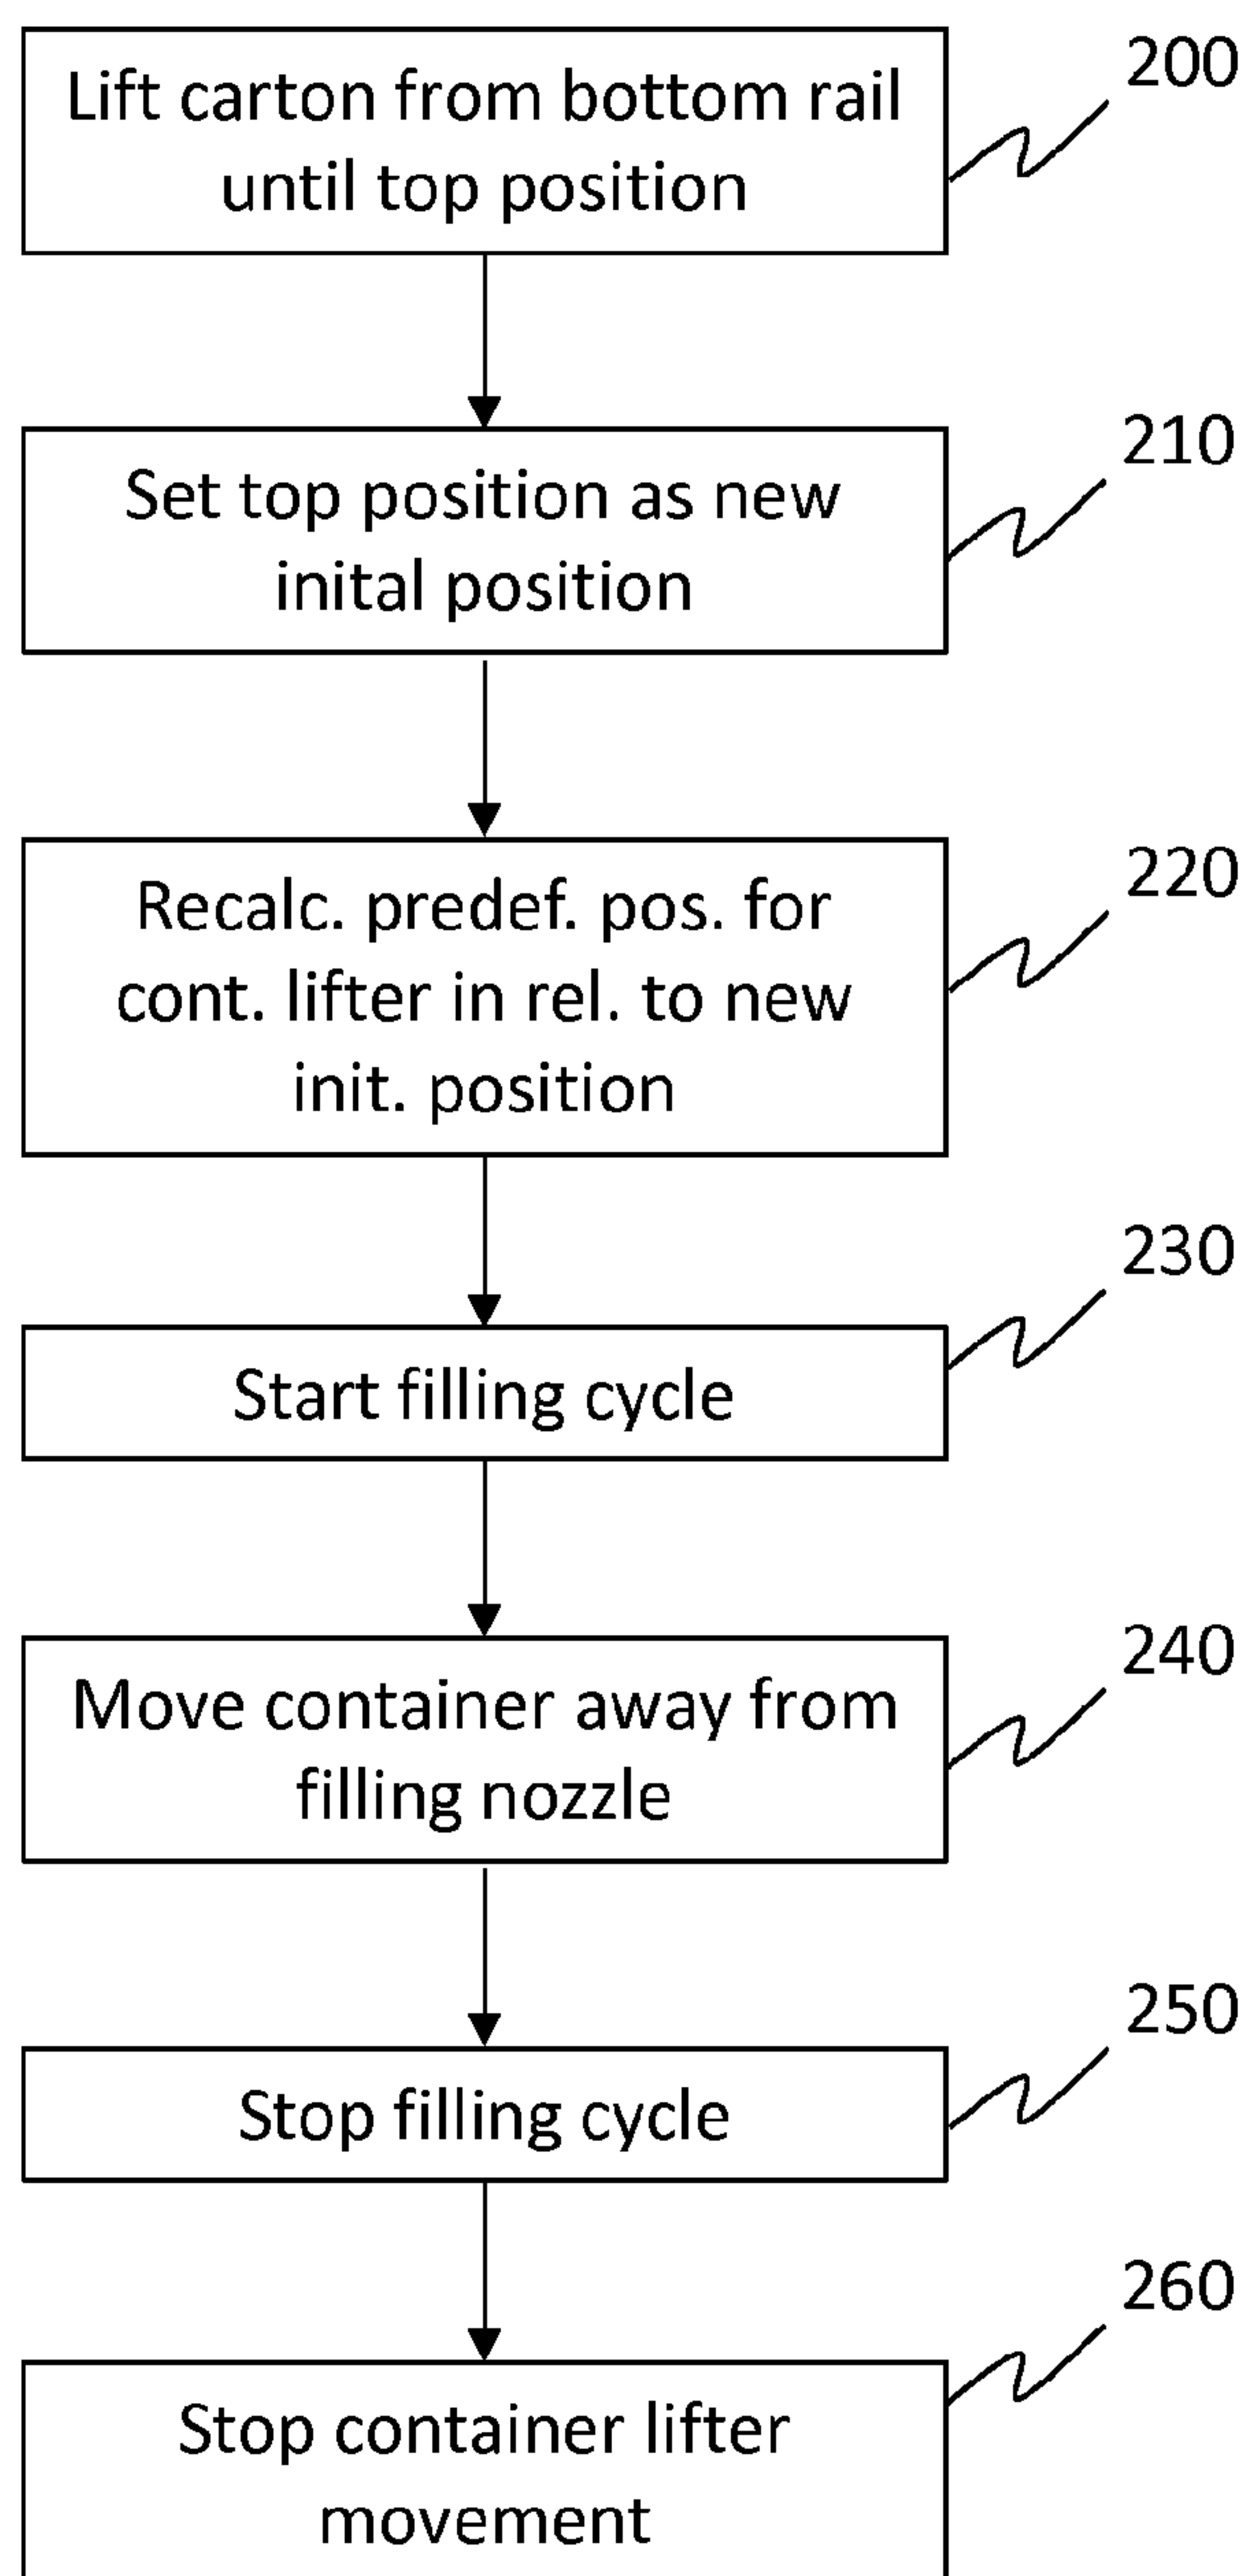 Lift carton from bottom rail
until top position
200
Set top position as new
inital position
210
Recalc. predef. pos. for
cont. lifter in rel. to new
init. position
220
Start filling cycle
230
Move container away from
filling nozzle
240
Stop filling cycle
250
Stop container lifter
movement
260